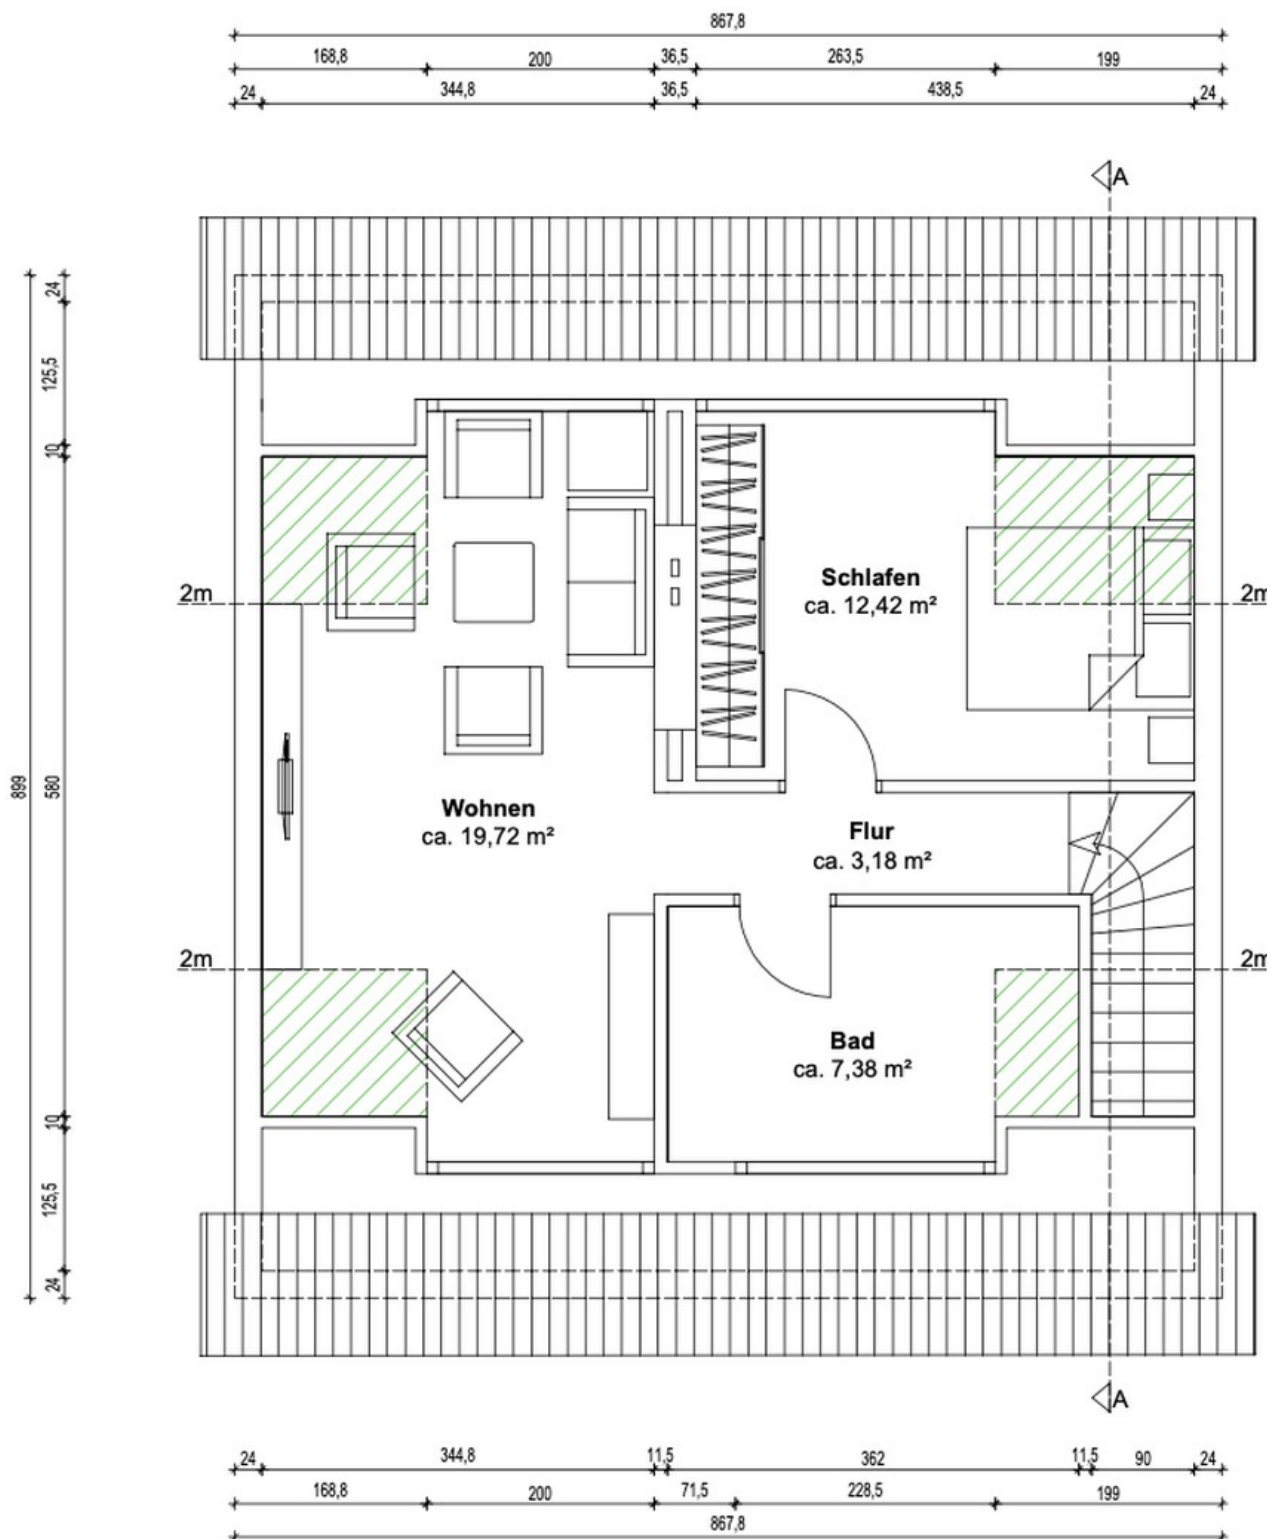 867,8
168,8 200 36,5 263,5 199
24 344,8 36,5 438,5 24
A
24
125,5
10
580
899
10
125,5
24
2m
2m
Schlafen
ca. 12,42 m²
Wohnen
ca. 19,72 m²
Flur
ca. 3,18 m²
2m
2m
Bad
ca. 7,38 m²
A
24 344,8 11,5 362 11,5 90 24
168,8 200 71,5 228,5 199
867,8